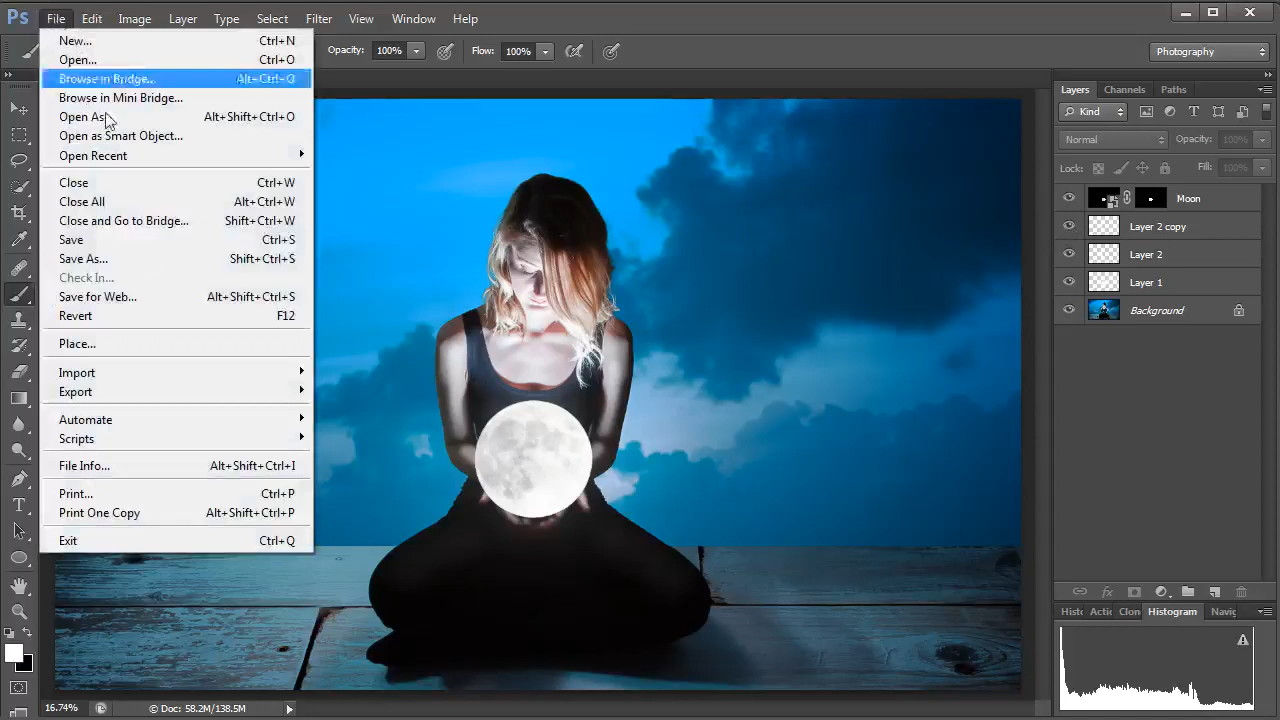 Ps File Edit Image Layer Type Select Filter View Window Help
Opacity: 100% Flow: 100% Photography
New... Ctrl+N
Open... Ctrl+O
Browse in Bridge... Alt+Ctrl+O
Browse in Mini Bridge...
Open As Alt+Shift+Ctrl+O
Open as Smart Object...
Open Recent
Close Ctrl+W
Close All Alt+Ctrl+W
Close and Go to Bridge... Shift+Ctrl+W
Save Ctrl+S
Save As... Shift+Ctrl+S
Check In...
Save for Web... Alt+Shift+Ctrl+S
Revert F12
Place...
Import
Export
Automate
Scripts
File Info... Alt+Shift+Ctrl+I
Print... Ctrl+P
Print One Copy Alt+Shift+Ctrl+P
Exit Ctrl+Q
Layers Channels Paths
Kind
Normal Opacity: 100%
Lock: Fill: 100%
Moon
Layer 2 copy
Layer 2
Layer 1
Background
Histo Actio Clon Histogram Navig
16.74% Doc: 58.2M/138.5M